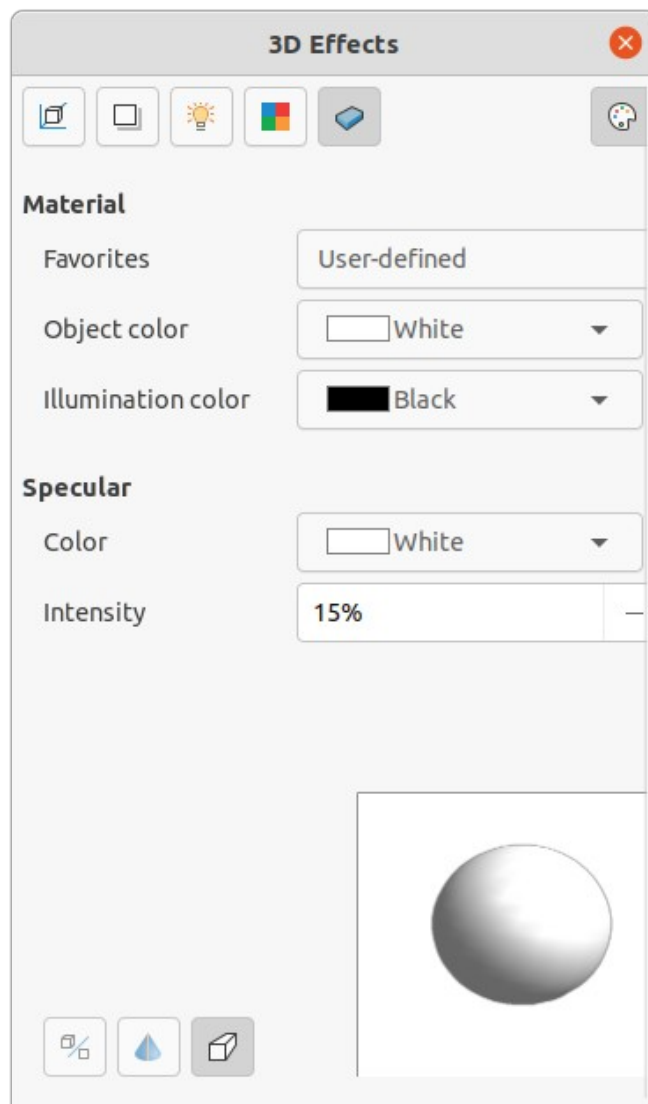 3D Effects
Material
Favorites User-defined
Object color White
Illumination color Black
Specular
Color White
Intensity 15%